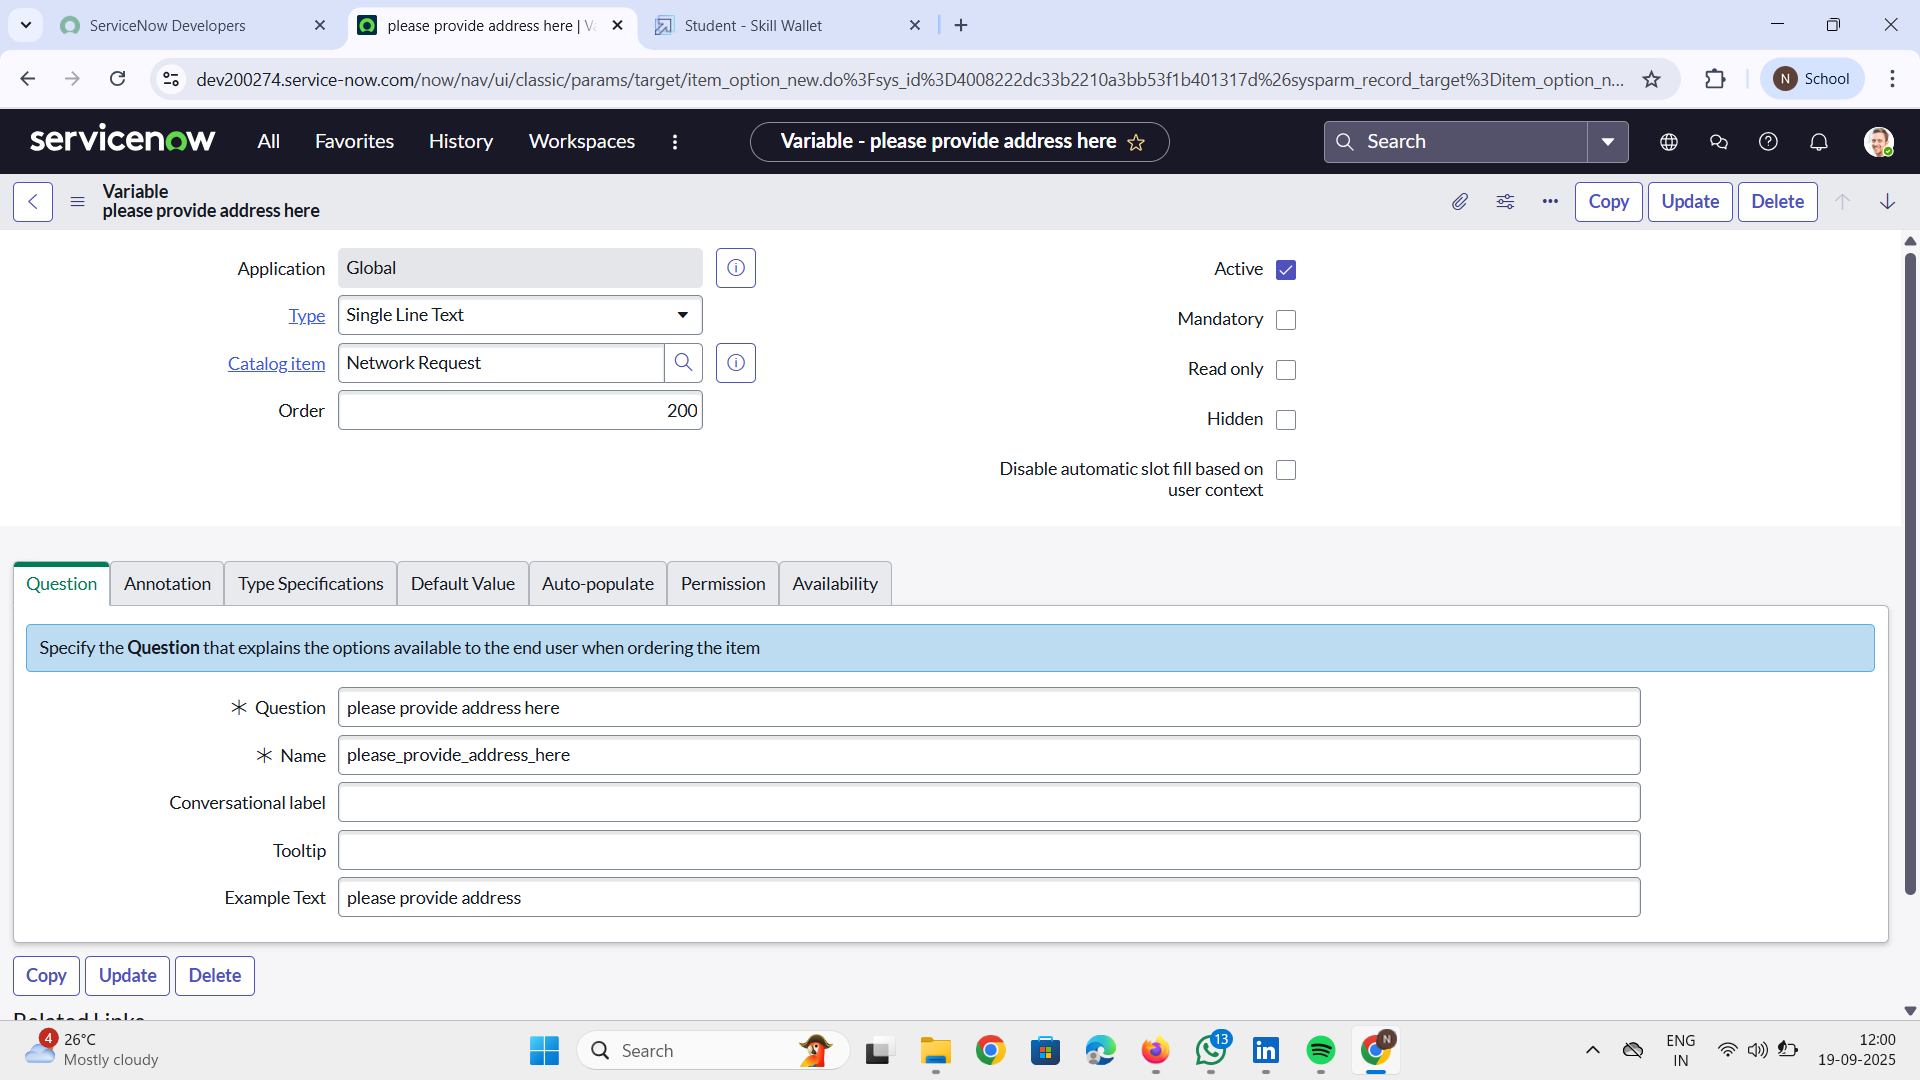 ServiceNow Developers
please provide address here | Va
Student - Skill Wallet
dev200274.service-now.com/now/nav/ui/classic/params/target/item_option_new.do%3Fsys_id%3D4008222dc33b2210a3bb53f1b401317d%26sysparm_record_target%3Ditem_option_n...
N School
servicenow
All Favorites History Workspaces
Variable - please provide address here
Search
Variable
please provide address here
Copy Update Delete
Application Global
Type Single Line Text
Catalog item Network Request
Order 200
Active
Mandatory
Read only
Hidden
Disable automatic slot fill based on
user context
Question Annotation Type Specifications Default Value Auto-populate Permission Availability
Specify the Question that explains the options available to the end user when ordering the item
Question please provide address here
Name please_provide_address_here
Conversational label
Tooltip
Example Text please provide address
Copy Update Delete
Related Links
4 26°C
Mostly cloudy
Search
13
N
ENG
IN
12:00
19-09-2025